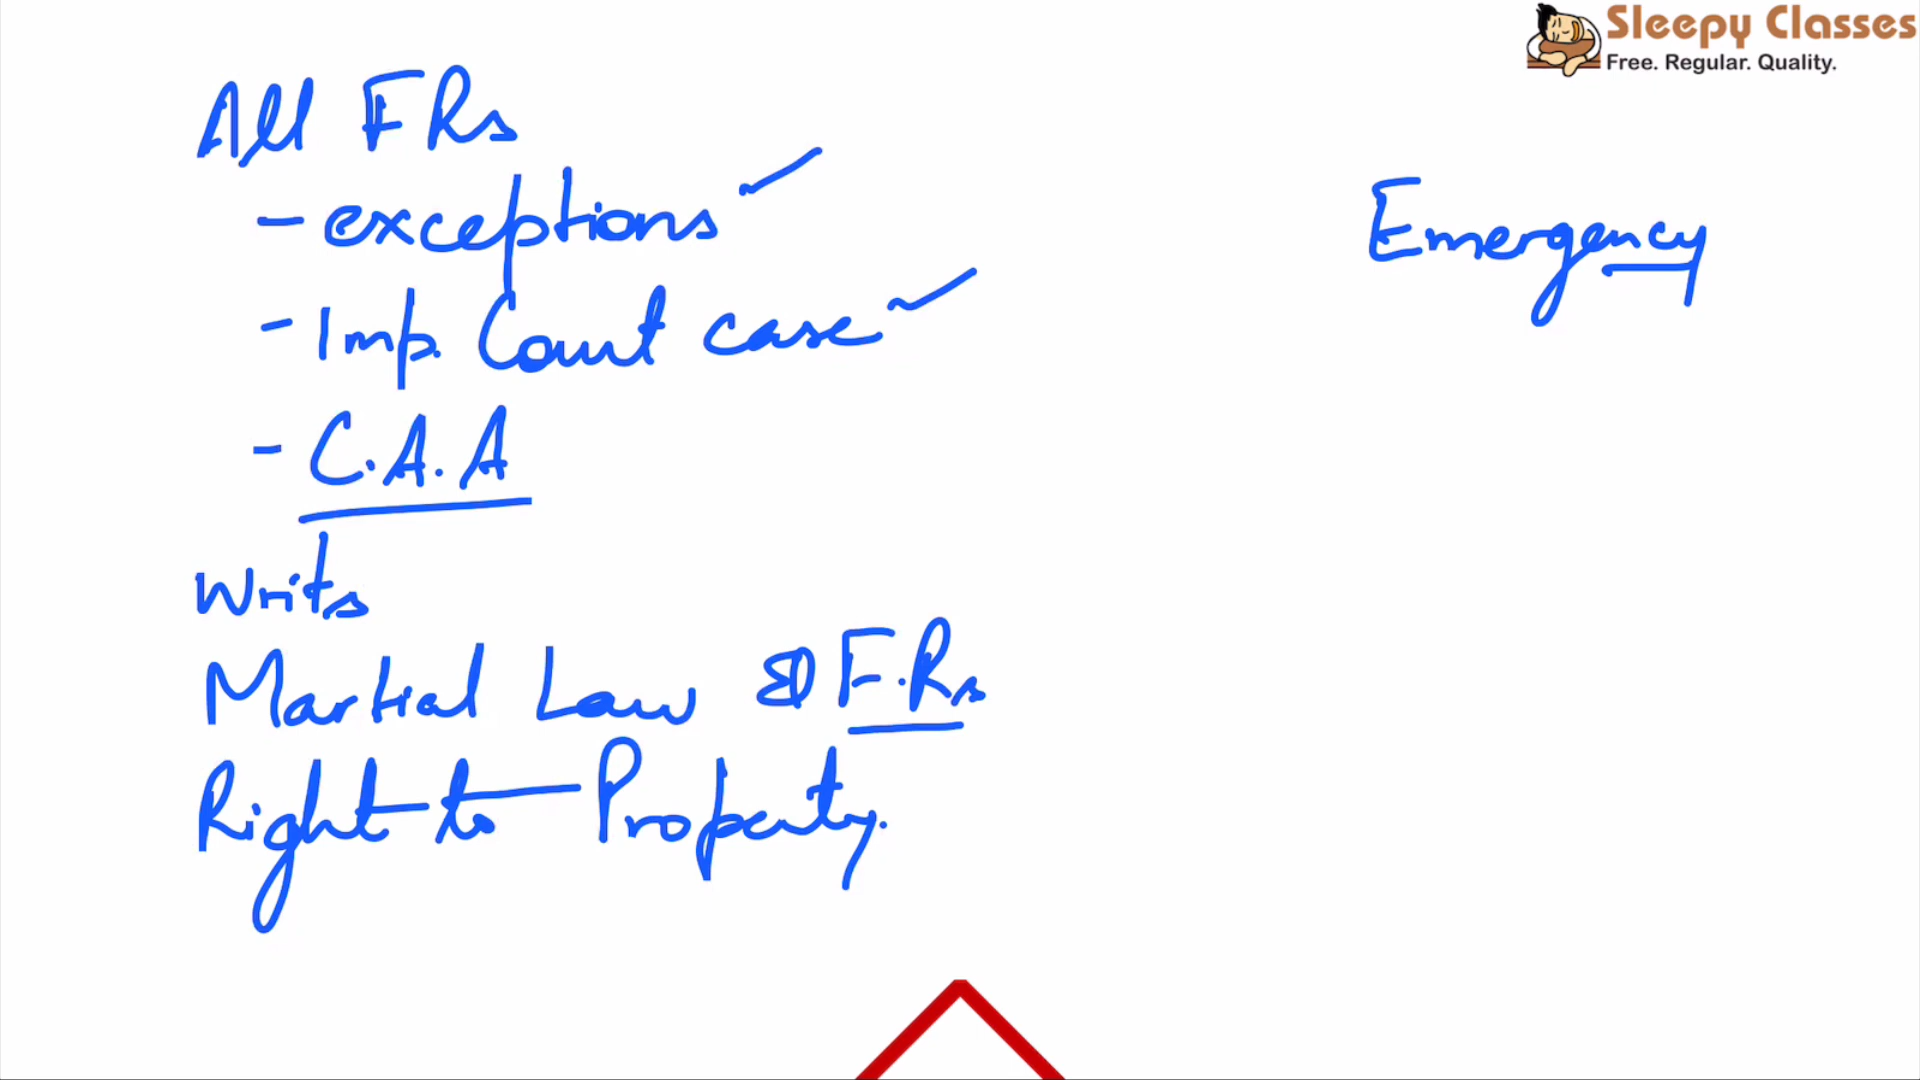 Sleepy Classes
Free. Regular. Quality.
All FRs
- exceptions
- Imp. Court case
- C.A.A
Emergency
Writs
Martial Law & F.Rs
Right to Property.